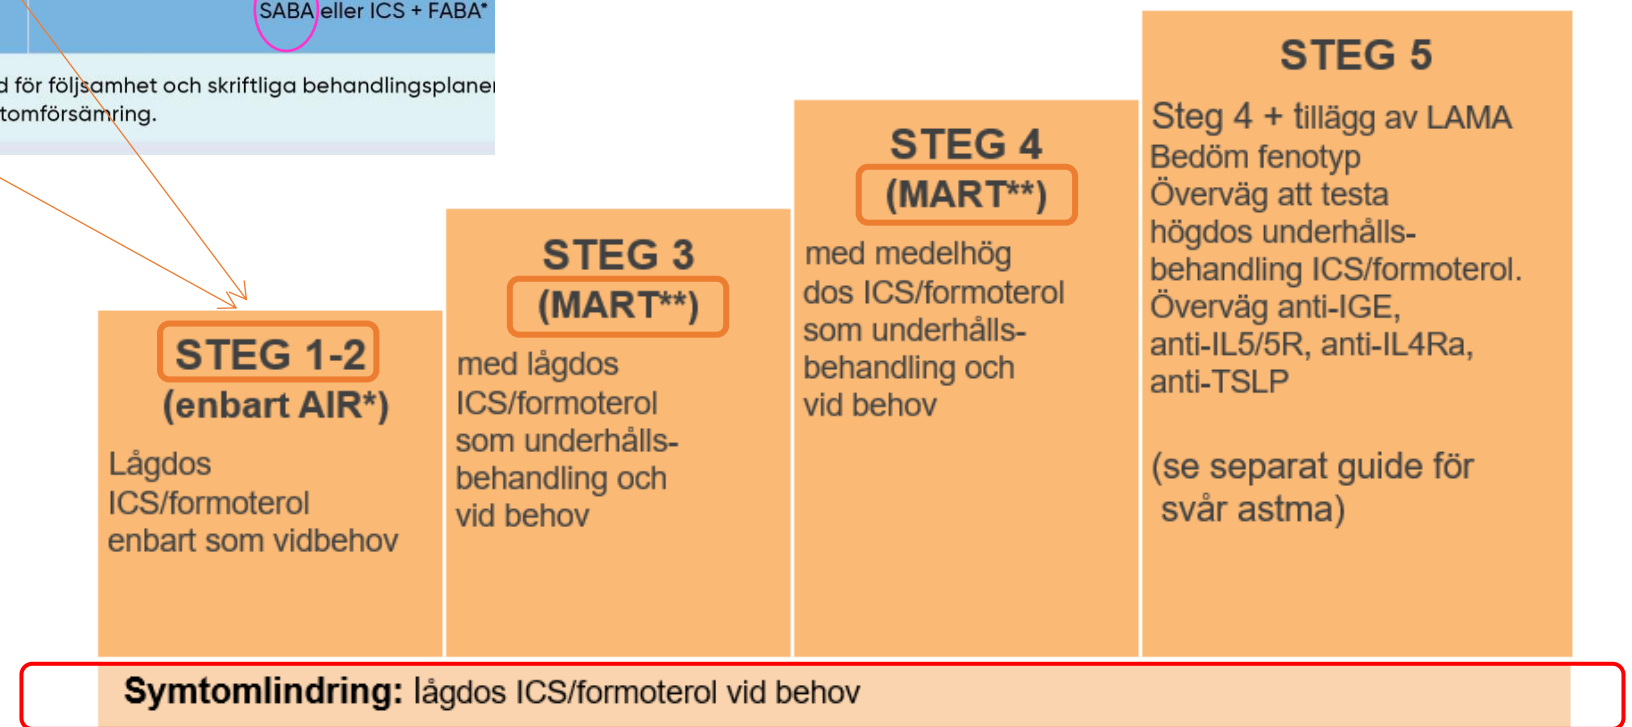 SABA eller ICS + FABA*
d för följsamhet och skriftliga behandlingsplaner
tomförsämring.
STEG 1-2
(enbart AIR*)
Lågdos
ICS/formoterol
enbart som vidbehov
STEG 3
(MART**)
med lågdos
ICS/formoterol
som underhålls-
behandling och
vid behov
STEG 4
(MART**)
med medelhög
dos ICS/formoterol
som underhålls-
behandling och
vid behov
STEG 5
Steg 4 + tillägg av LAMA
Bedöm fenotyp
Överväg att testa
högdos underhålls-
behandling ICS/formoterol.
Överväg anti-IGE,
anti-IL5/5R, anti-IL4Ra,
anti-TSLP
(se separat guide för
svår astma)
Symtomlindring: lågdos ICS/formoterol vid behov